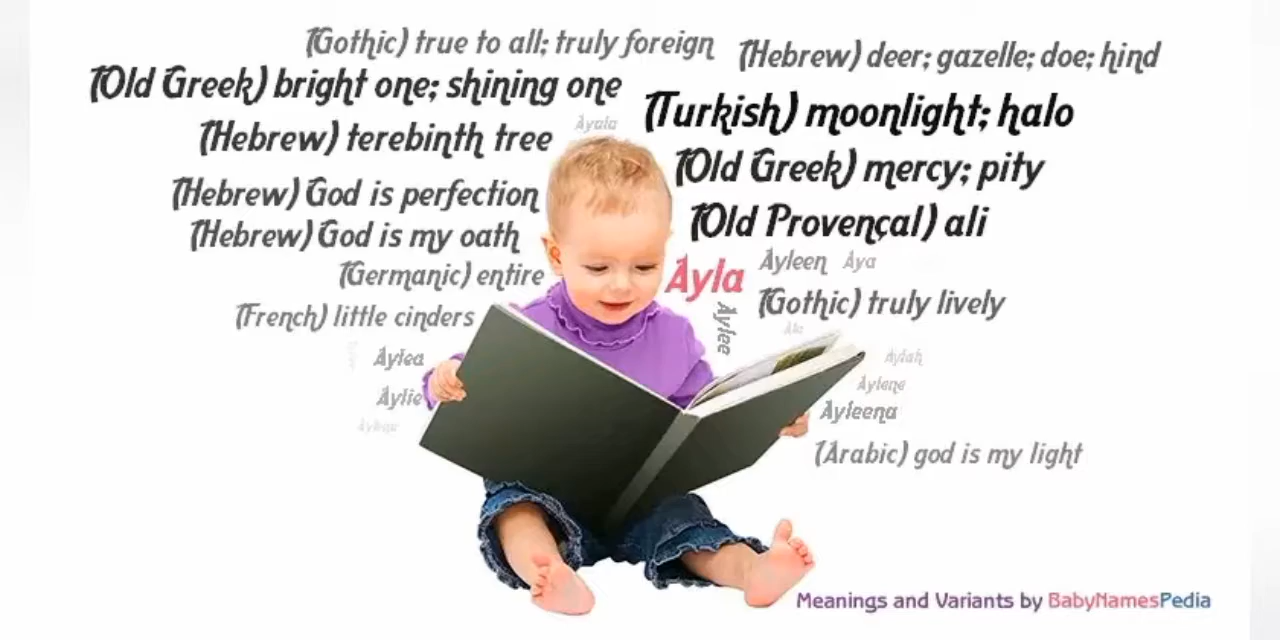 (Gothic) true to all; truly foreign
(Hebrew) deer; gazelle; doe; hind
(Old Greek) bright one; shining one
(Turkish) moonlight; halo
Ayala
(Hebrew) terebinth tree
(Old Greek) mercy; pity
(Hebrew) God is perfection
(Old Provençal) ali
(Hebrew) God is my oath
Ayla
Ayleen
Aya
(Germanic) entire
(Gothic) truly lively
(French) little cinders
Aylee
Aylea
Aylah
Aylene
Aylie
Ayleena
(Arabic) god is my light
Meanings and Variants by BabyNamesPedia